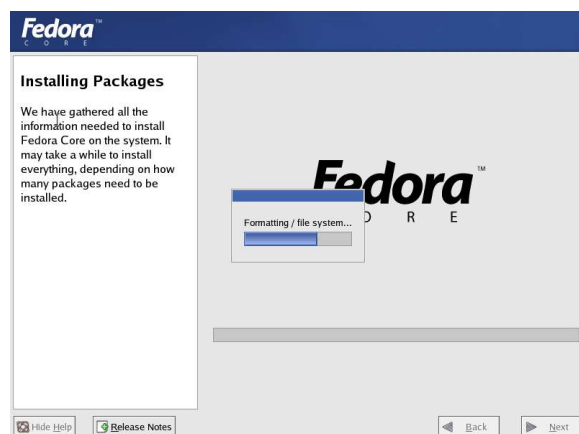 Fedora™
C O R E
Installing Packages
We have gathered all the
information needed to install
Fedora Core on the system. It
may take a while to install
everything, depending on how
many packages need to be
installed.
Fedora™
O R E
Formatting / file system...
Hide Help
Release Notes
Back
Next